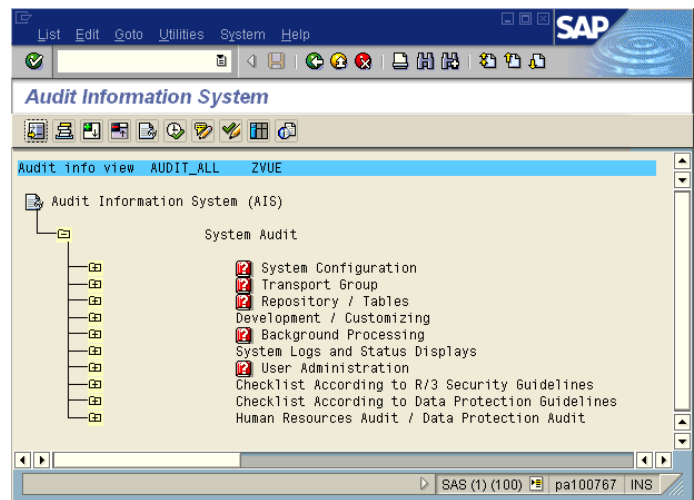 List Edit Goto Utilities System Help
SAP
Audit Information System
Audit info view AUDIT_ALL ZVUE
Audit Information System (AIS)
System Audit
System Configuration
Transport Group
Repository / Tables
Development / Customizing
Background Processing
System Logs and Status Displays
User Administration
Checklist According to R/3 Security Guidelines
Checklist According to Data Protection Guidelines
Human Resources Audit / Data Protection Audit
SAS (1) (100) pa100767 INS